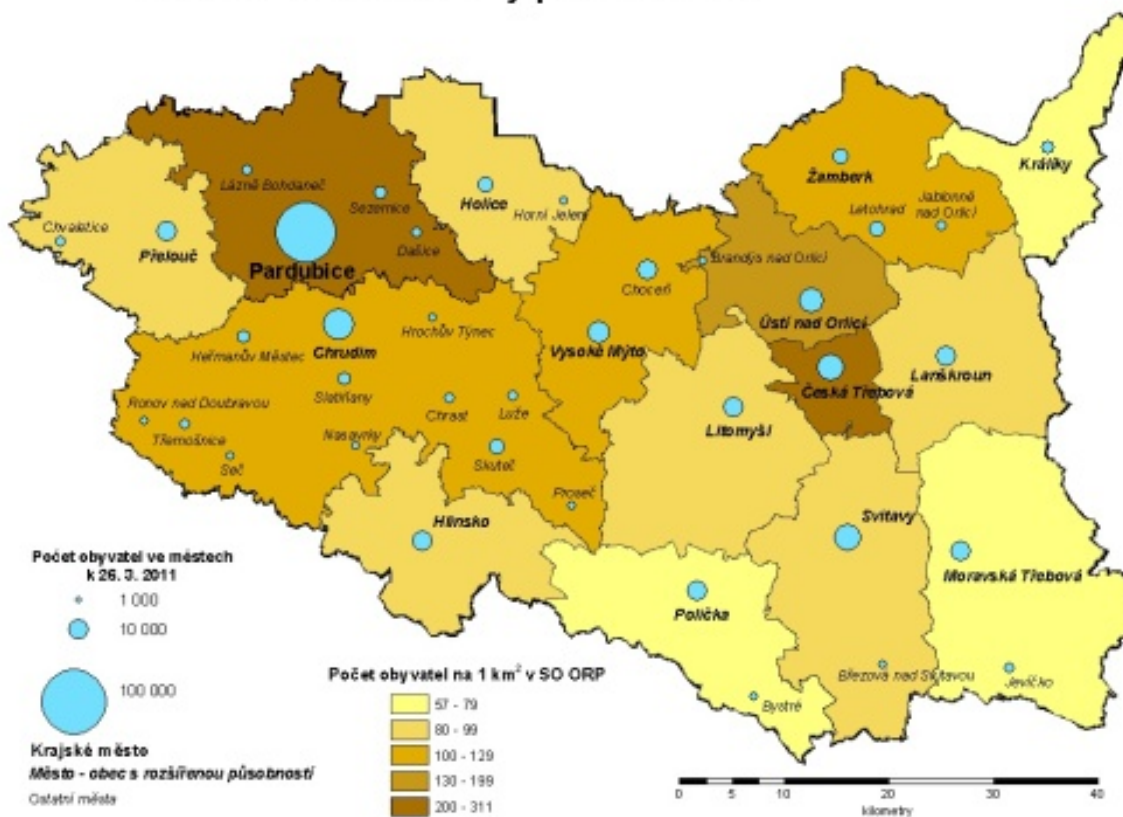 Králíky
Žamberk
Jablonné
nad Orlicí
Letohrad
Lázně Bohdaneč
Sezemice
Holice
Horní Jelení
Chvaletice
Přelouč
Dašice
Pardubice
Brandýs nad Orlicí
Choceň
Ústí nad Orlicí
Hrochův Týnec
Heřmanův Městec
Chrudim
Vysoké Mýto
Lanškroun
Česká Třebová
Slatiňany
Ronov nad Doubravou
Chrast
Luže
Litomyšl
Třemošnice
Nasavrky
Seč
Skuteč
Proseč
Hlinsko
Svitavy
Moravská Třebová
Polička
Březová nad Svitavou
Jevíčko
Bystré
Počet obyvatel ve městech
k 26. 3. 2011
1 000
10 000
100 000
Krajské město
Město - obec s rozšířenou působností
Ostatní města
Počet obyvatel na 1 km² v SO ORP
57 - 79
80 - 99
100 - 129
130 - 199
200 - 311
0 5 10 20 30 40
kilometry